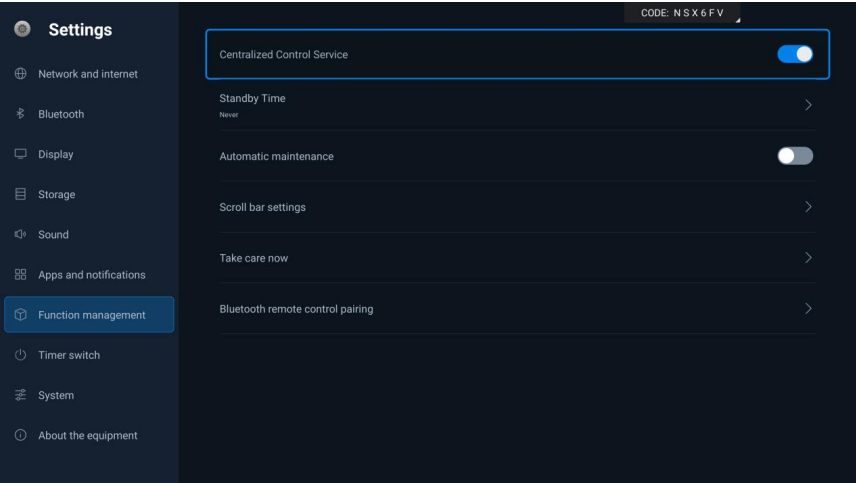 CODE: N S X 6 F V
Settings
Network and internet
Bluetooth
Display
Storage
Sound
Apps and notifications
Function management
Timer switch
System
About the equipment
Centralized Control Service
Standby Time
Never
Automatic maintenance
Scroll bar settings
Take care now
Bluetooth remote control pairing